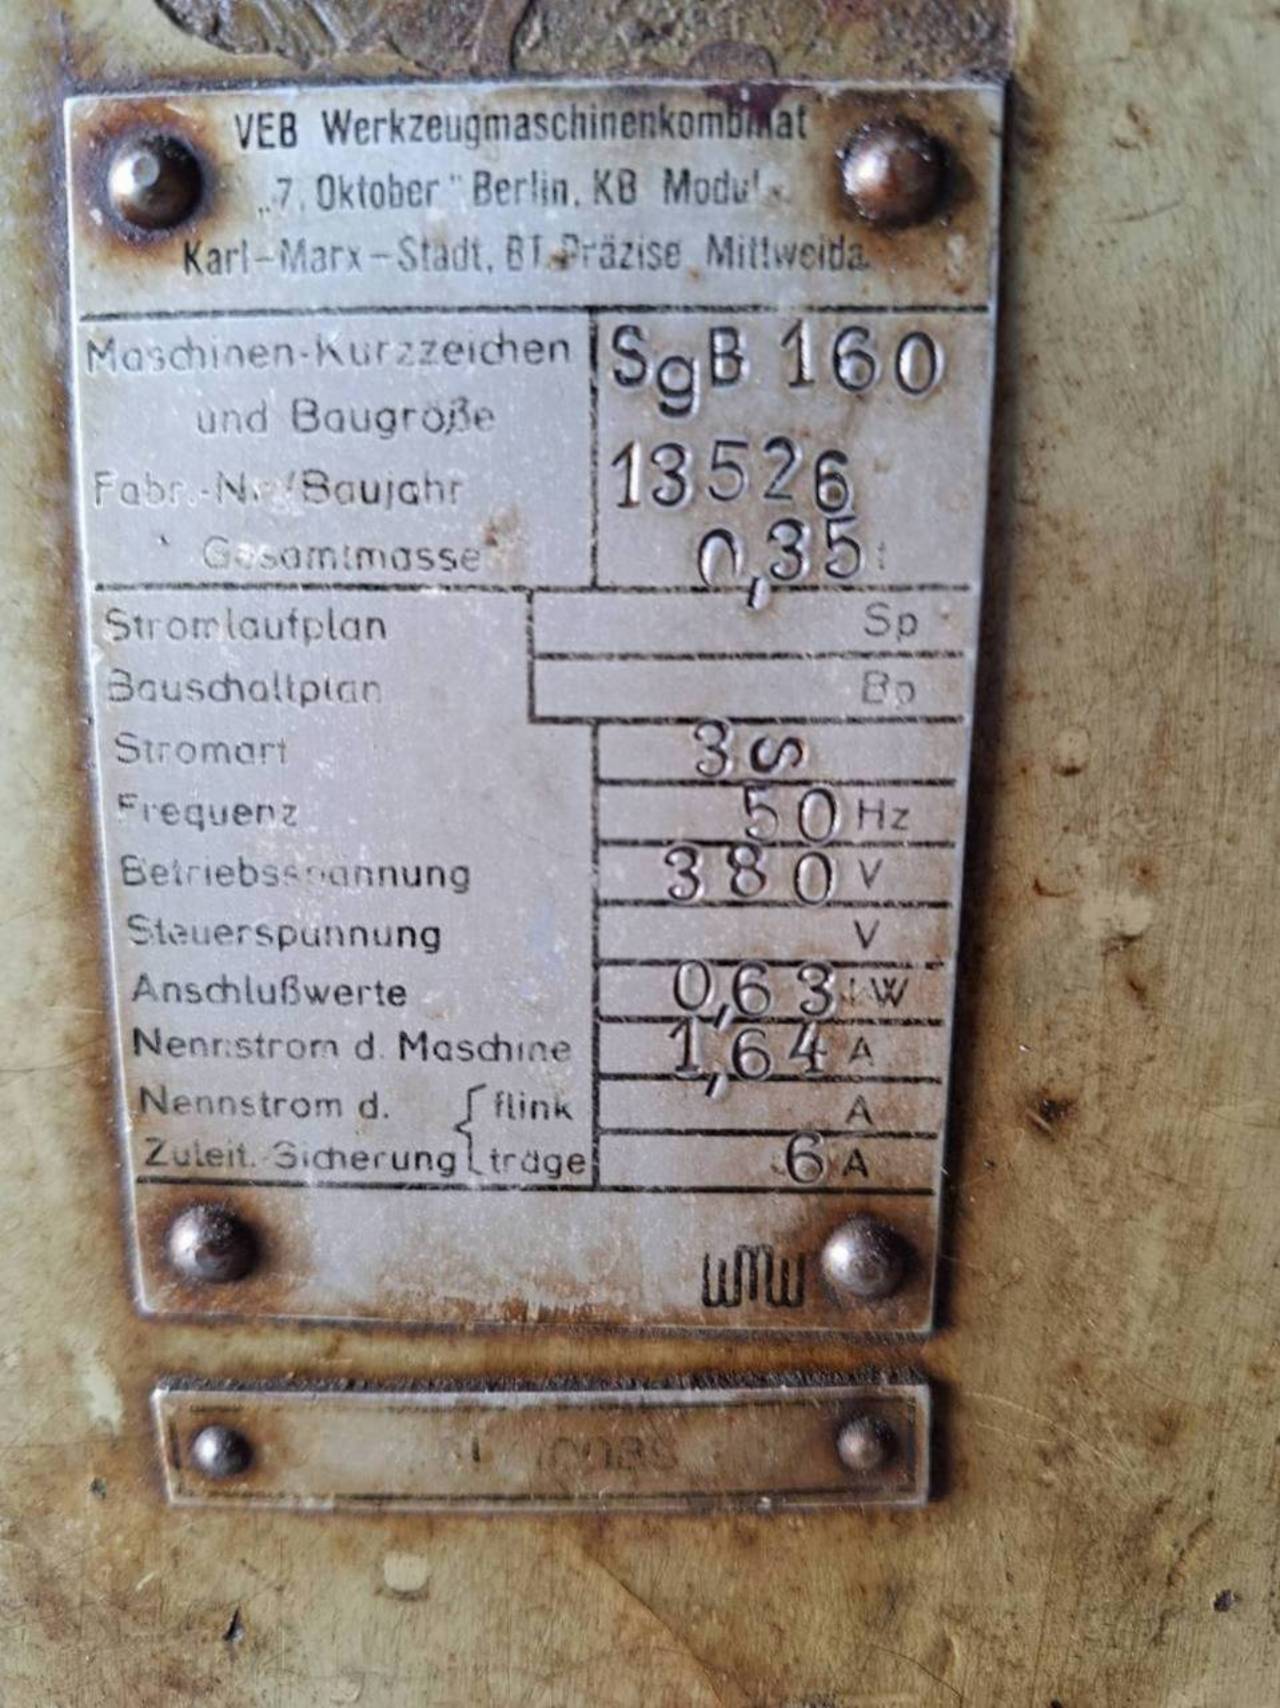 VEB Werkzeugmaschinenkombinat
„7. Oktober" Berlin, KB Modul
Karl-Marx-Stadt, BT Präzise Mittweida
Maschinen-Kurzzeichen SgB 160
und Baugröße
Fabr.-Nr./Baujahr 13526
Gesamtmasse 0,35 t
Stromlaufplan Sp
Bauschaltplan Bp
Stromart 3 ∾
Frequenz 50 Hz
Betriebsspannung 380 V
Steuerspannung V
Anschlußwerte 0,63 kW
Nennstrom d. Maschine 1,64 A
Nennstrom d. { flink A
Zuleit.-Sicherung träge 6 A
WMW